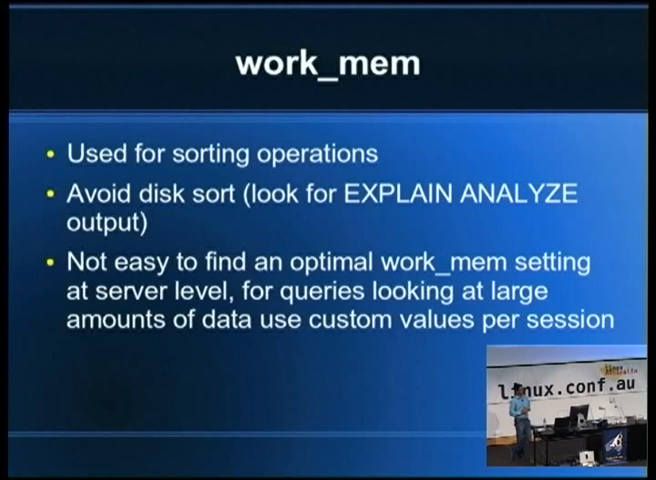 work_mem
• Used for sorting operations
• Avoid disk sort (look for EXPLAIN ANALYZE
output)
• Not easy to find an optimal work_mem setting
at server level, for queries looking at large
amounts of data use custom values per session
linux.conf.au